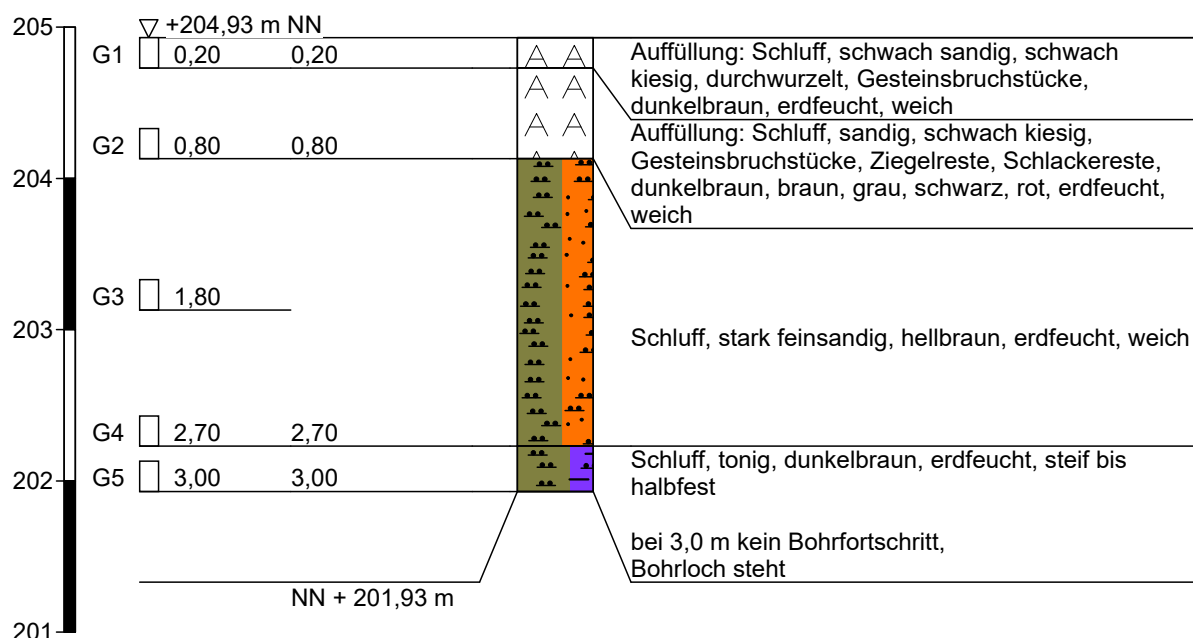 205
+204,93 m NN
G1 0,20 0,20
A A
Auffüllung: Schluff, schwach sandig, schwach
kiesig, durchwurzelt, Gesteinsbruchstücke,
dunkelbraun, erdfeucht, weich
A A
A A
G2 0,80 0,80
Auffüllung: Schluff, sandig, schwach kiesig,
Gesteinsbruchstücke, Ziegelreste, Schlackereste,
dunkelbraun, braun, grau, schwarz, rot, erdfeucht,
weich
204
G3 1,80
203
Schluff, stark feinsandig, hellbraun, erdfeucht, weich
G4 2,70 2,70
Schluff, tonig, dunkelbraun, erdfeucht, steif bis
halbfest
G5 3,00 3,00
202
bei 3,0 m kein Bohrfortschritt,
Bohrloch steht
NN + 201,93 m
201